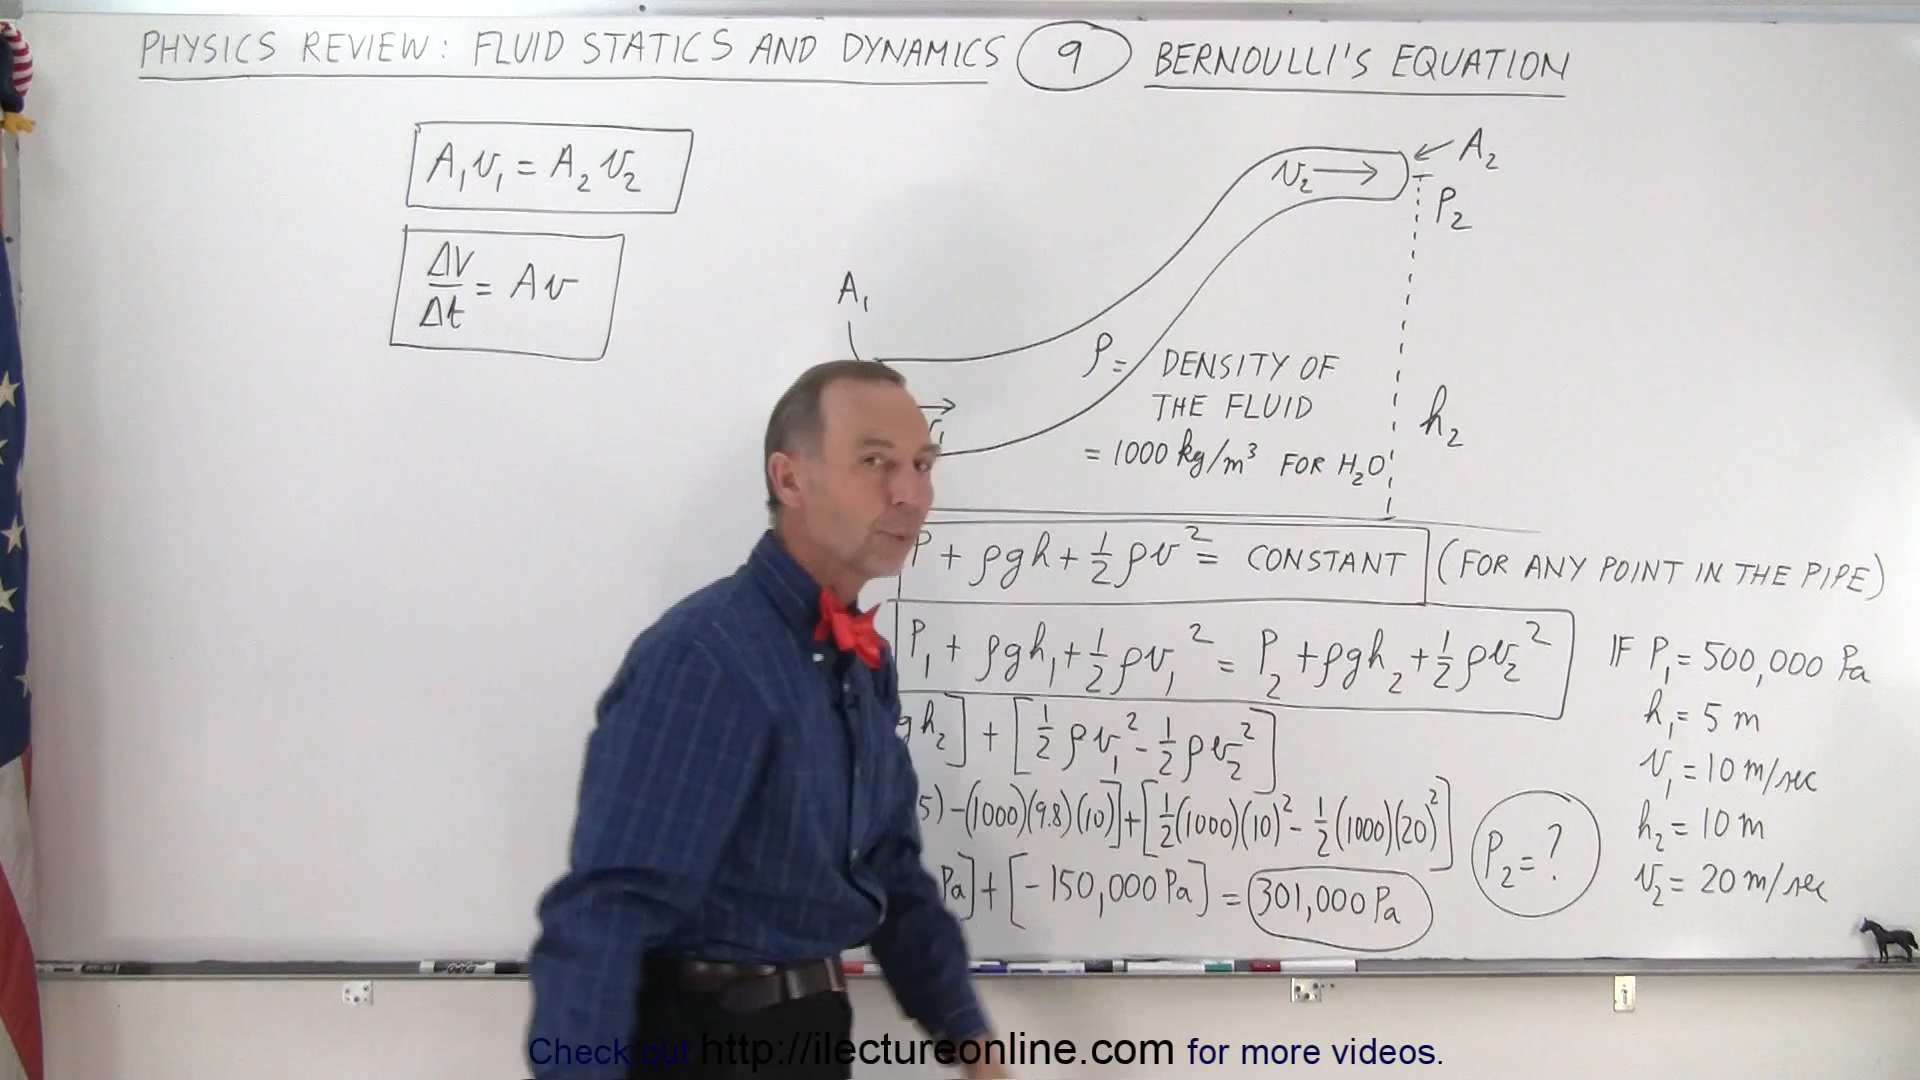 PHYSICS REVIEW: FLUID STATICS AND DYNAMICS 9 BERNOULLI'S EQUATION
A₁v₁ = A₂v₂
ΔV/Δt = Av
A₁
v₂ →
A₂
P₂
h₂
ρ = DENSITY OF
THE FLUID
= 1000 kg/m³ FOR H₂O
P + ρgh + ½ρv² = CONSTANT (FOR ANY POINT IN THE PIPE)
P₁ + ρgh₁ + ½ρv₁² = P₂ + ρgh₂ + ½ρv₂²
gh₂] + [½ρv₁² - ½ρv₂²]
5) - (1000)(9.8)(10)] + [½(1000)(10)² - ½(1000)(20)²]
Pa] + [-150,000 Pa] = 301,000 Pa
IF P₁ = 500,000 Pa
h₁ = 5 m
v₁ = 10 m/sec
h₂ = 10 m
v₂ = 20 m/sec
P₂ = ?
Check out http://ilectureonline.com for more videos.